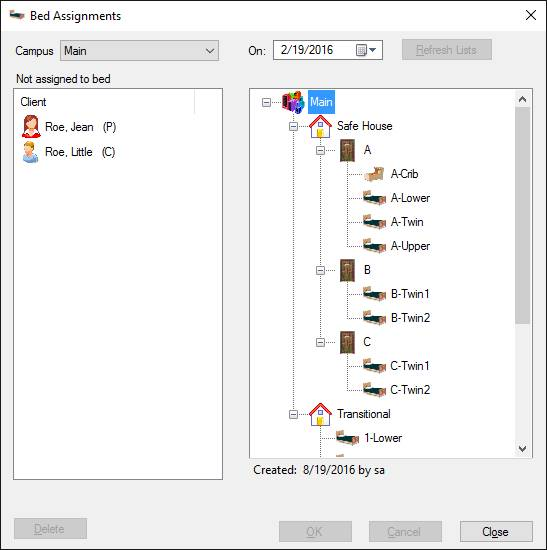 Bed Assignments
Campus Main On: 2/19/2016 Refresh Lists
Not assigned to bed
Client
Roe, Jean (P)
Roe, Little (C)
Main
Safe House
A
A-Crib
A-Lower
A-Twin
A-Upper
B
B-Twin1
B-Twin2
C
C-Twin1
C-Twin2
Transitional
1-Lower
Created: 8/19/2016 by sa
Delete OK Cancel Close